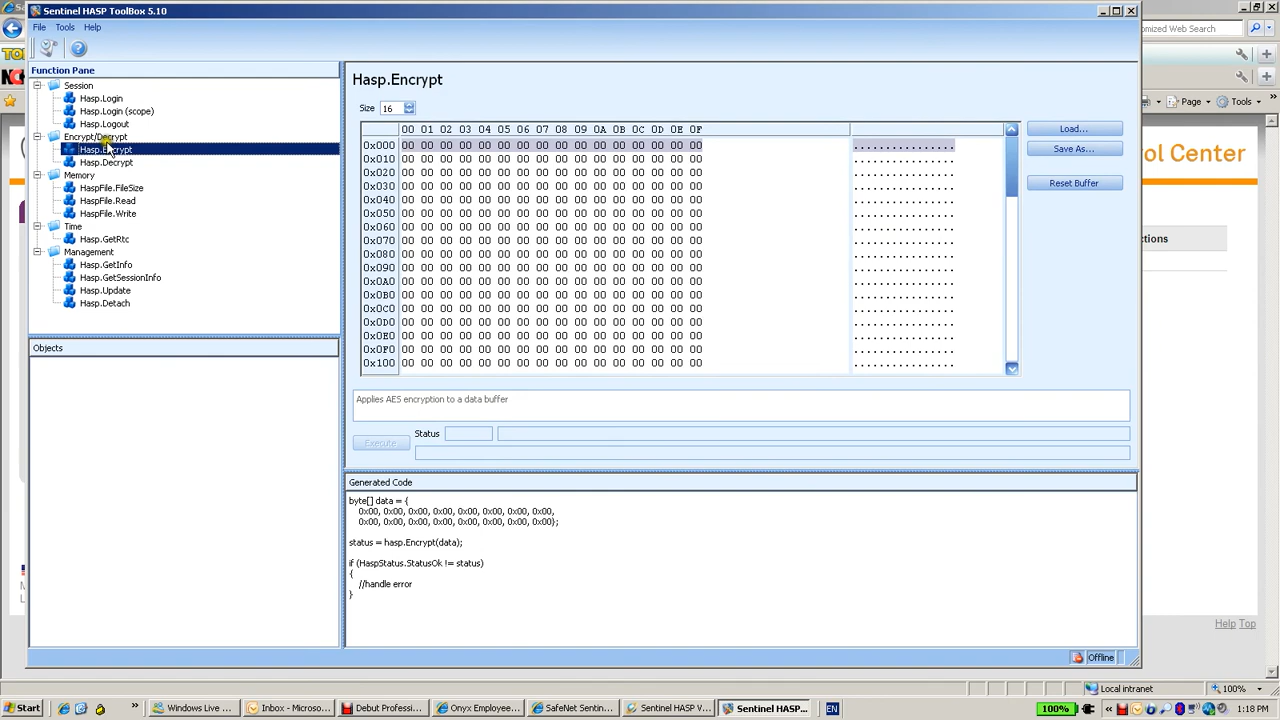 Sentinel HASP ToolBox 5.10
File Tools Help
Function Pane
Session
Hasp.Login
Hasp.Login (scope)
Hasp.Logout
Encrypt/Decrypt
Hasp.Encrypt
Hasp.Decrypt
Memory
HaspFile.FileSize
HaspFile.Read
HaspFile.Write
Time
Hasp.GetRtc
Management
Hasp.GetInfo
Hasp.GetSessionInfo
Hasp.Update
Hasp.Detach
Objects
Hasp.Encrypt
Size 16
00 01 02 03 04 05 06 07 08 09 0A 0B 0C 0D 0E 0F
0x000 00 00 00 00 00 00 00 00 00 00 00 00 00 00 00 00 ................
0x010 00 00 00 00 00 00 00 00 00 00 00 00 00 00 00 00 ................
0x020 00 00 00 00 00 00 00 00 00 00 00 00 00 00 00 00 ................
0x030 00 00 00 00 00 00 00 00 00 00 00 00 00 00 00 00 ................
0x040 00 00 00 00 00 00 00 00 00 00 00 00 00 00 00 00 ................
0x050 00 00 00 00 00 00 00 00 00 00 00 00 00 00 00 00 ................
0x060 00 00 00 00 00 00 00 00 00 00 00 00 00 00 00 00 ................
0x070 00 00 00 00 00 00 00 00 00 00 00 00 00 00 00 00 ................
0x080 00 00 00 00 00 00 00 00 00 00 00 00 00 00 00 00 ................
0x090 00 00 00 00 00 00 00 00 00 00 00 00 00 00 00 00 ................
0x0A0 00 00 00 00 00 00 00 00 00 00 00 00 00 00 00 00 ................
0x0B0 00 00 00 00 00 00 00 00 00 00 00 00 00 00 00 00 ................
0x0C0 00 00 00 00 00 00 00 00 00 00 00 00 00 00 00 00 ................
0x0D0 00 00 00 00 00 00 00 00 00 00 00 00 00 00 00 00 ................
0x0E0 00 00 00 00 00 00 00 00 00 00 00 00 00 00 00 00 ................
0x0F0 00 00 00 00 00 00 00 00 00 00 00 00 00 00 00 00 ................
0x100 00 00 00 00 00 00 00 00 00 00 00 00 00 00 00 00 ................
Load...
Save As...
Reset Buffer
Applies AES encryption to a data buffer
Execute Status
Generated Code
byte[] data = {
0x00, 0x00, 0x00, 0x00, 0x00, 0x00, 0x00, 0x00,
0x00, 0x00, 0x00, 0x00, 0x00, 0x00, 0x00, 0x00};
status = hasp.Encrypt(data);
if (HaspStatus.StatusOk != status)
{
//handle error
}
Offline
Web Search
Page Tools
ol Center
ctions
Help Top
Local intranet 100%
Start Windows Live ... Inbox - Microso... Debut Professi... Onyx Employee... SafeNet Sentin... Sentinel HASP V... Sentinel HASP... EN 100% 1:18 PM